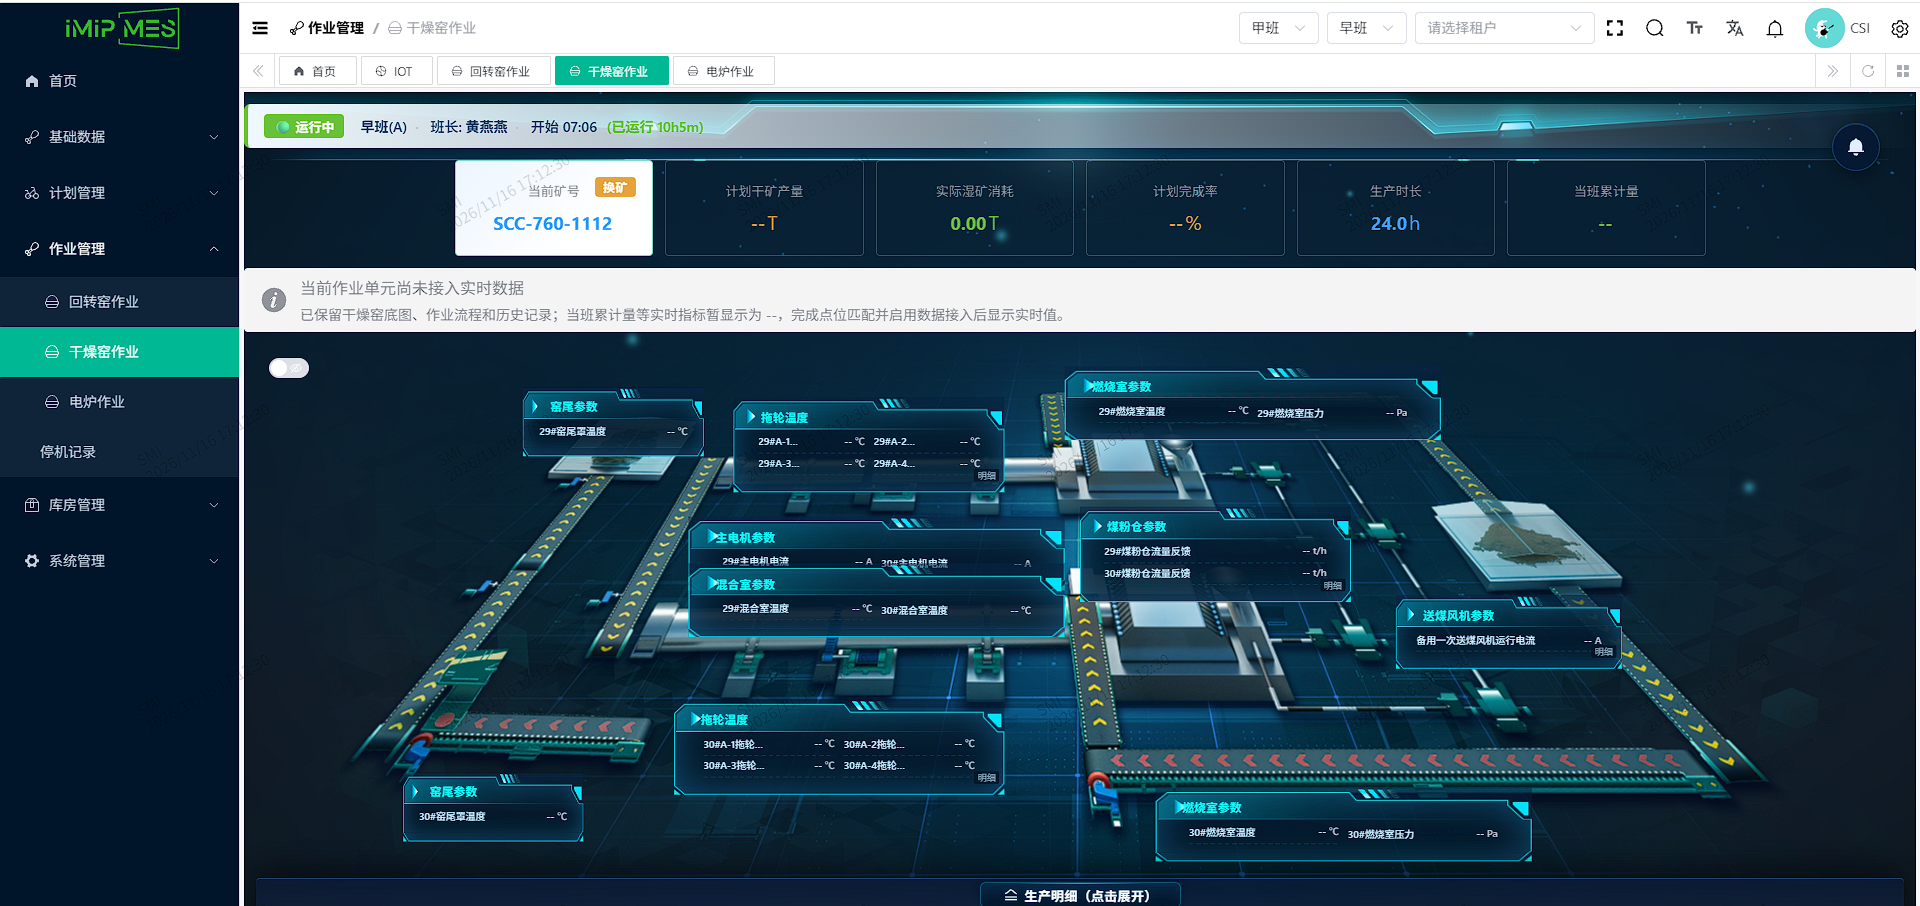 iMiP MES
作业管理 / 干燥窑作业
甲班
早班
请选择租户
CSI
首页
IOT
回转窑作业
干燥窑作业
电炉作业
首页
基础数据
计划管理
作业管理
回转窑作业
干燥窑作业
电炉作业
停机记录
库房管理
系统管理
运行中
早班(A) · 班长: 黄燕燕 · 开始 07:06 (已运行 10h5m)
当前矿号 换矿
SCC-760-1112
计划干矿产量
--T
实际湿矿消耗
0.00T
计划完成率
--%
生产时长
24.0h
当班累计量
--
当前作业单元尚未接入实时数据
已保留干燥窑底图、作业流程和历史记录；当班累计量等实时指标暂显示为 --，完成点位匹配并启用数据接入后显示实时值。
窑尾参数
29#窑尾罩温度 -- ℃
拖轮温度
29#A-1... -- ℃ 29#A-2... -- ℃
29#A-3... -- ℃ 29#A-4... -- ℃
明细
燃烧室参数
29#燃烧室温度 -- ℃ 29#燃烧室压力 -- Pa
主电机参数
29#主电机电流 -- A 30#主电机电流 -- A
混合室参数
29#混合室温度 -- ℃ 30#混合室温度 -- ℃
煤粉仓参数
29#煤粉仓流量反馈 -- t/h
30#煤粉仓流量反馈 -- t/h
明细
送煤风机参数
备用一次送煤风机运行电流 -- A
明细
拖轮温度
30#A-1拖轮... -- ℃ 30#A-2拖轮... -- ℃
30#A-3拖轮... -- ℃ 30#A-4拖轮... -- ℃
明细
窑尾参数
30#窑尾罩温度 -- ℃
燃烧室参数
30#燃烧室温度 -- ℃ 30#燃烧室压力 -- Pa
生产明细（点击展开）